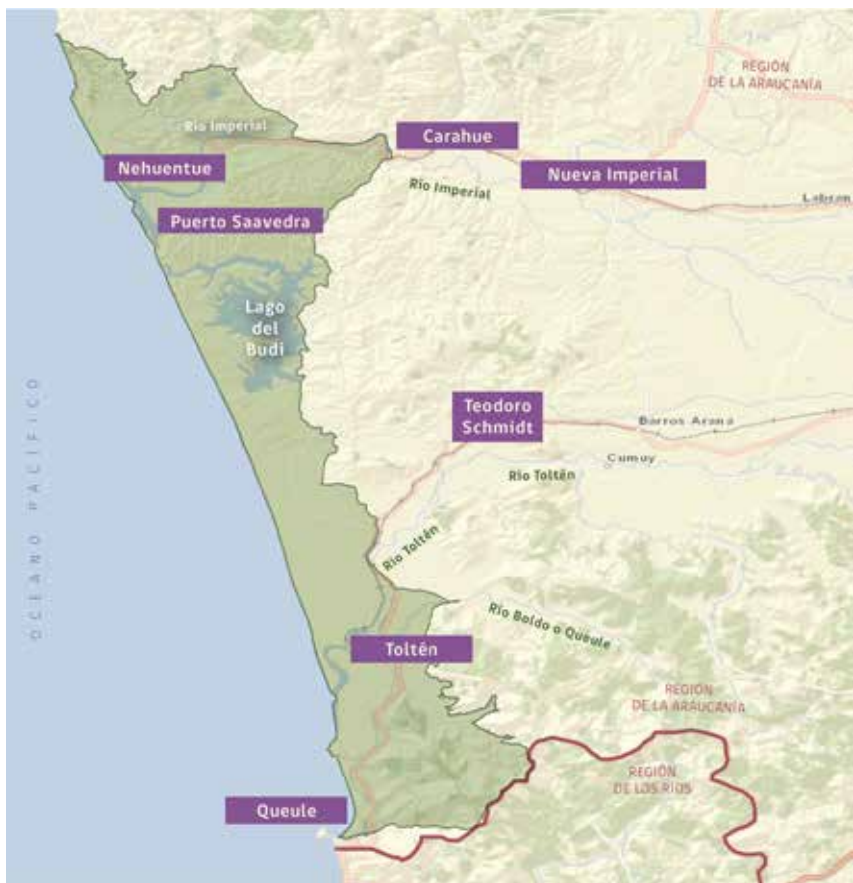 REGIÓN
DE LA ARAUCANÍA
Río Imperial
Carahue
Nehuentue
Nueva Imperial
Río Imperial
Puerto Saavedra
Lago
del
Budi
OCÉANO PACÍFICO
Teodoro
Schmidt
Barros Arana
Cumuy
Río Toltén
Río Toltén
Río Boldo o Queule
Toltén
REGIÓN
DE LA ARAUCANÍA
REGIÓN
DE LOS RÍOS
Queule